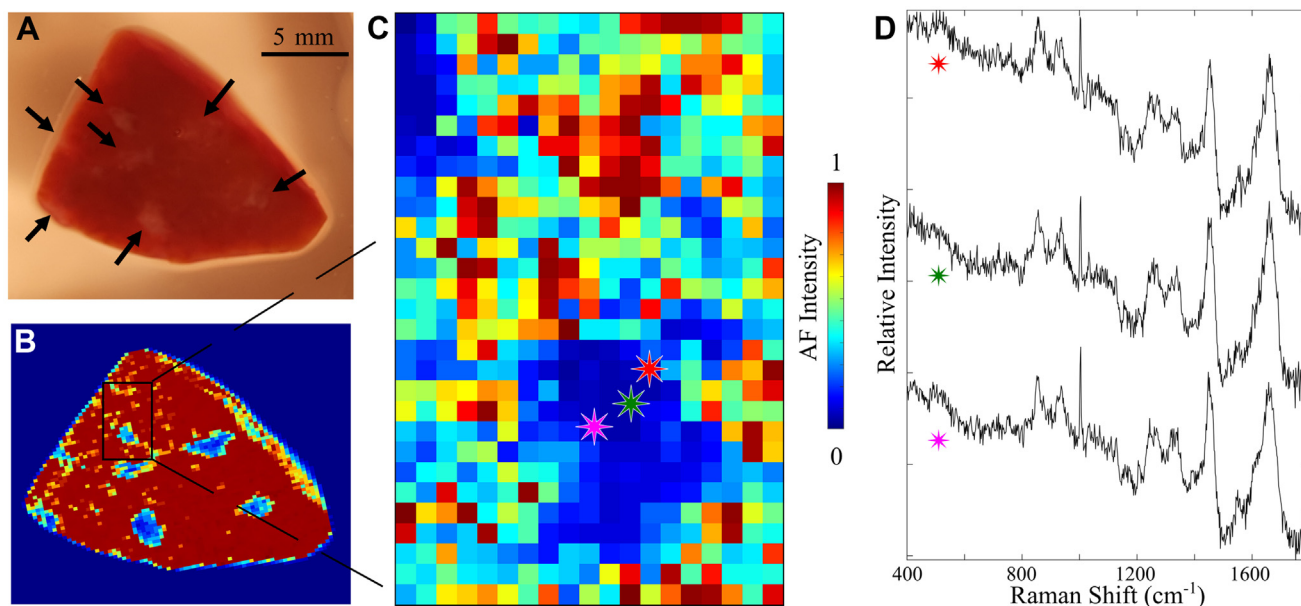 A
5 mm
B
C
1
AF Intensity
0
D
Relative Intensity
400 800 1200 1600
Raman Shift (cm⁻¹)